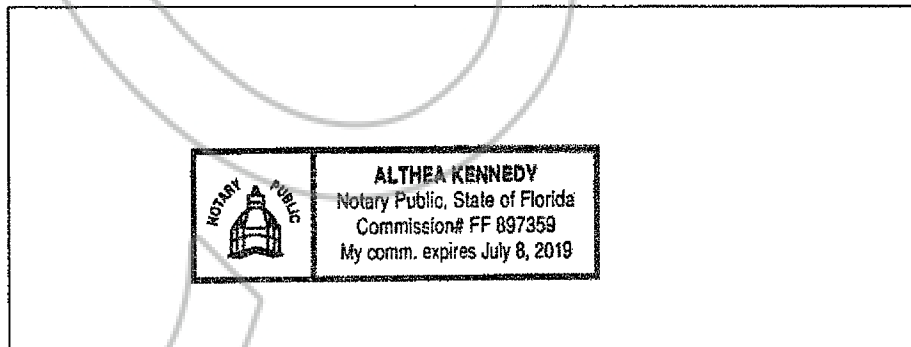 NOTARY PUBLIC
ALTHEA KENNEDY
Notary Public, State of Florida
Commission# FF 897359
My comm. expires July 8, 2019